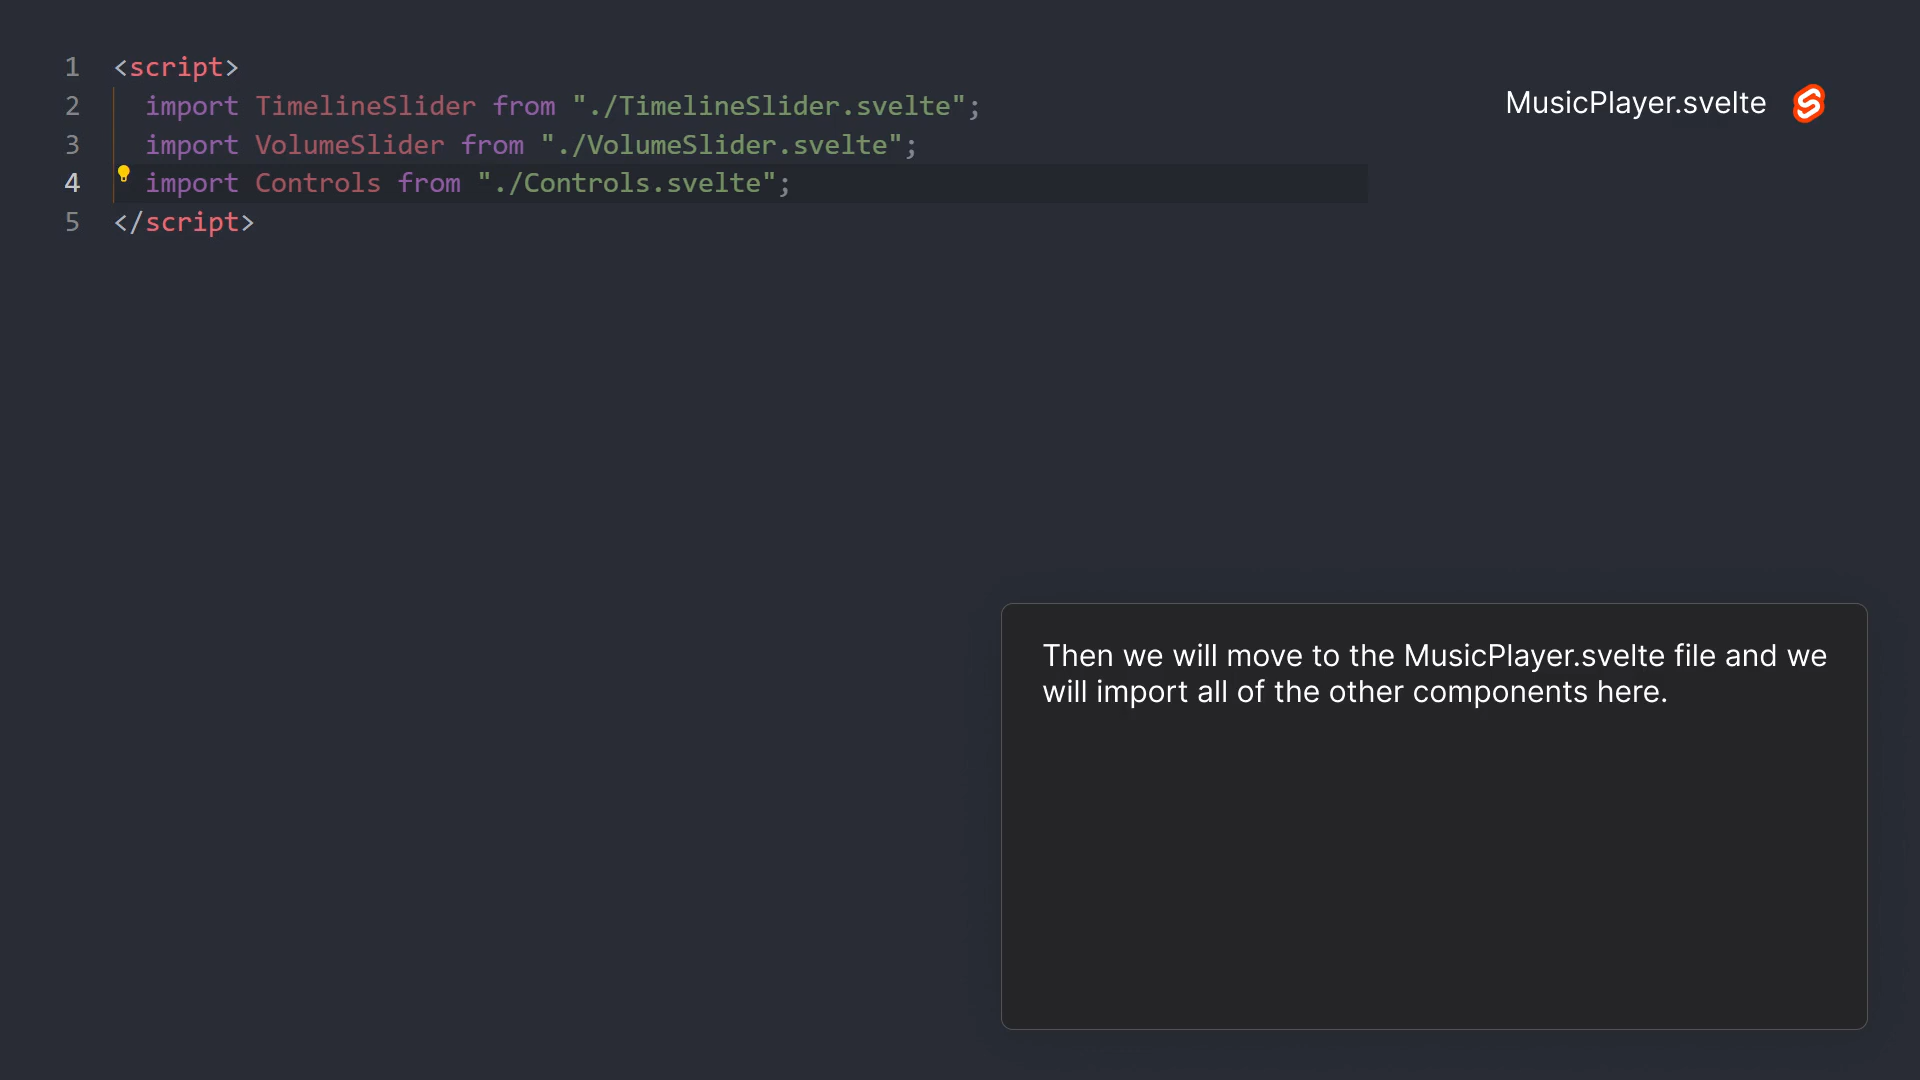 1 <script>
2 import TimelineSlider from "./TimelineSlider.svelte";
3 import VolumeSlider from "./VolumeSlider.svelte";
4 import Controls from "./Controls.svelte";
5 </script>
MusicPlayer.svelte
Then we will move to the MusicPlayer.svelte file and we
will import all of the other components here.